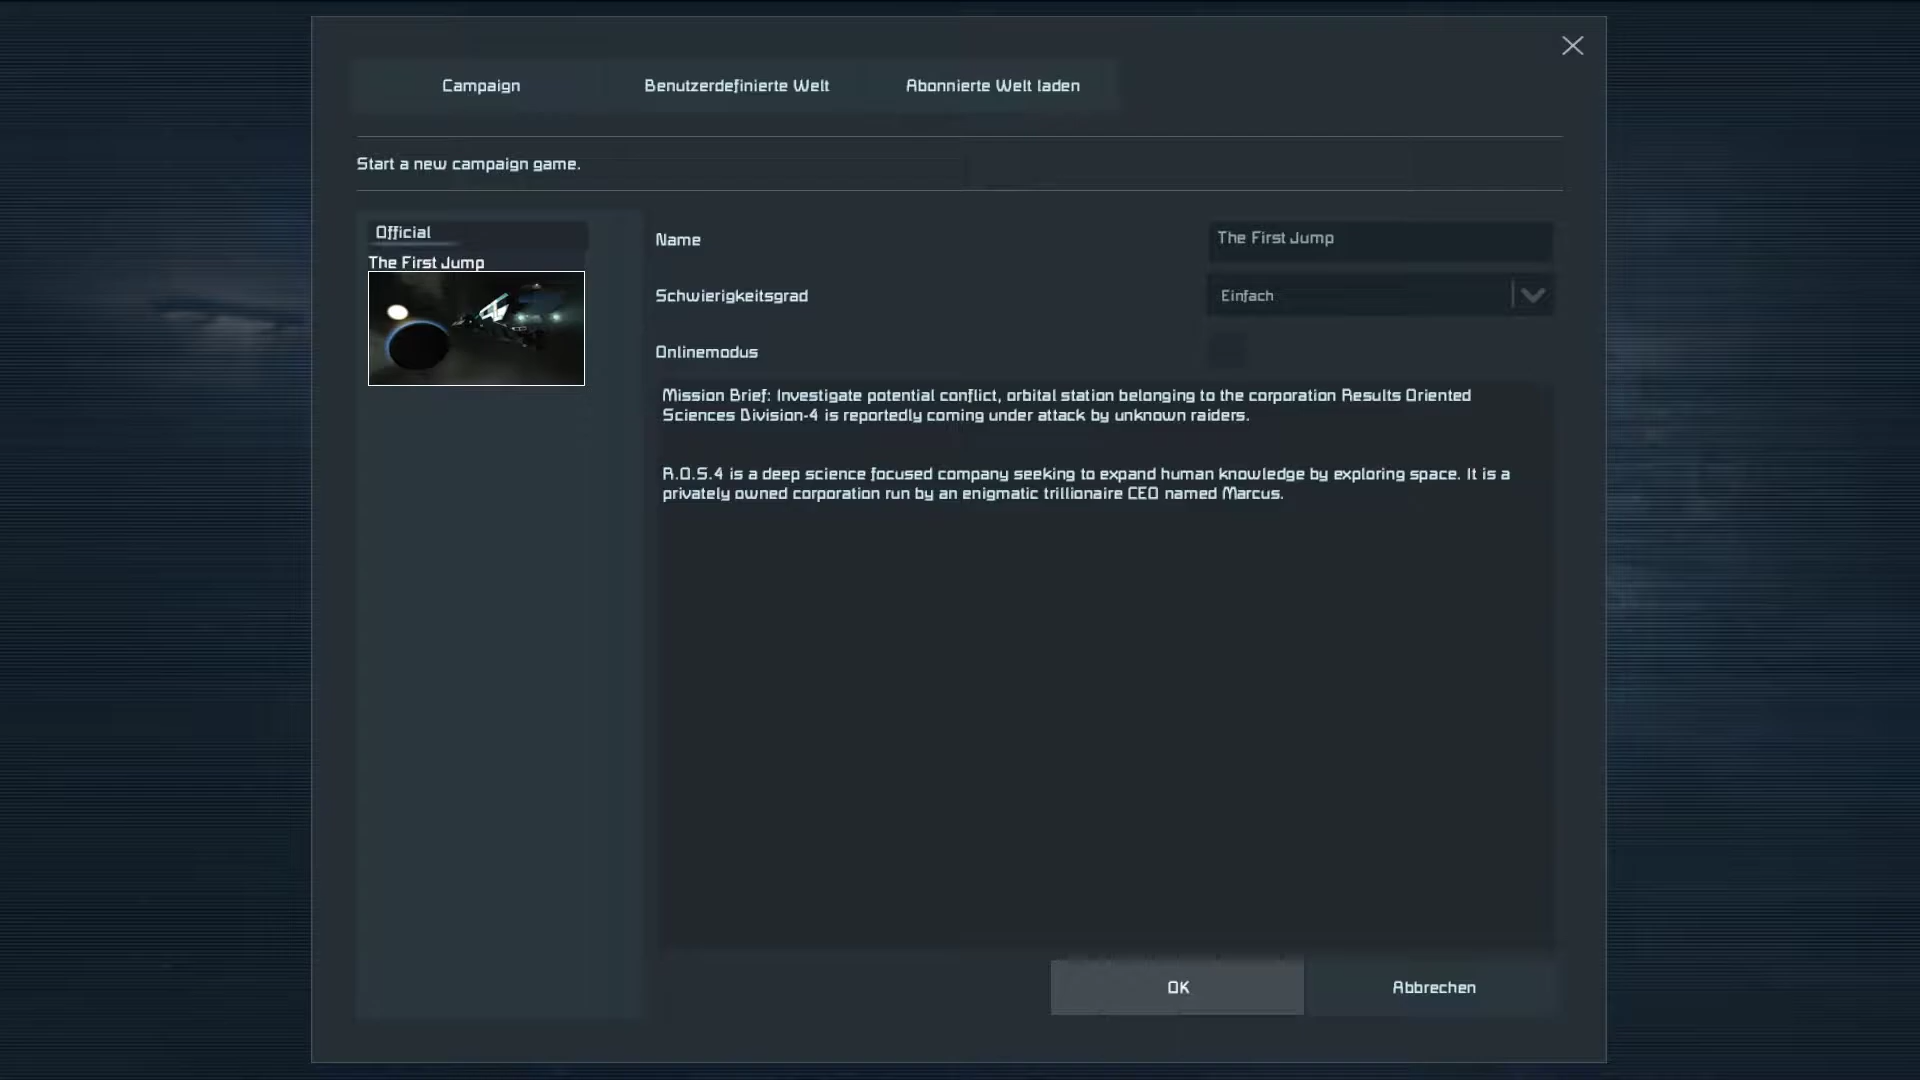 Campaign
Benutzerdefinierte Welt
Abonnierte Welt laden
Start a new campaign game.
Official
The First Jump
Name
The First Jump
Schwierigkeitsgrad
Einfach
Onlinemodus
Mission Brief: Investigate potential conflict, orbital station belonging to the corporation Results Oriented
Sciences Division-4 is reportedly coming under attack by unknown raiders.
R.O.S.4 is a deep science focused company seeking to expand human knowledge by exploring space. It is a
privately owned corporation run by an enigmatic trillionaire CEO named Marcus.
OK
Abbrechen